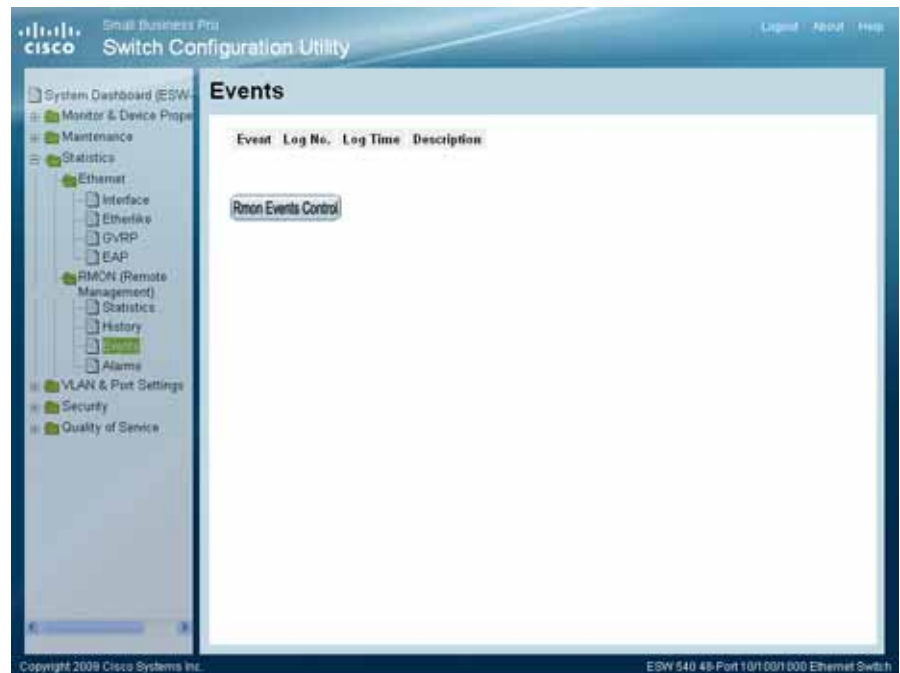 Small Business Pro
Logout About Help
CISCO
Switch Configuration Utility
System Dashboard (ESW-
Monitor & Device Prope
Maintenance
Statistics
Ethernet
Interface
Etherlike
GVRP
EAP
RMON (Remote
Management)
Statistics
History
Events
Alarms
VLAN & Port Settings
Security
Quality of Service
Events
Event Log No. Log Time Description
Rmon Events Control
Copyright 2009 Cisco Systems Inc.
ESW 540 48-Port 10/100/1000 Ethernet Switch